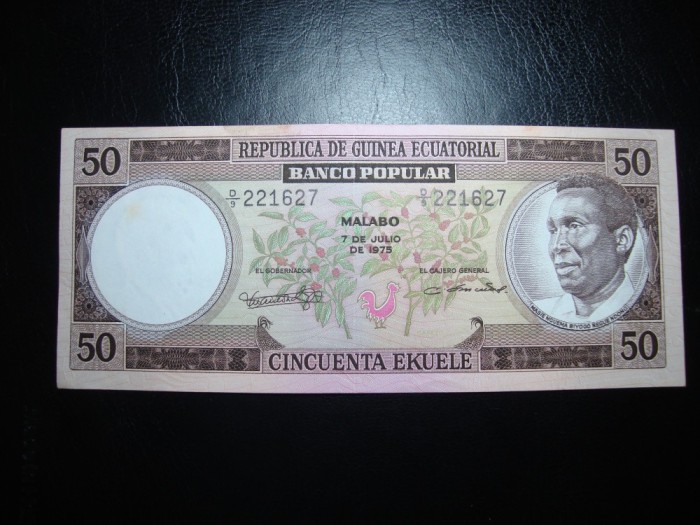 50 REPUBLICA DE GUINEA ECUATORIAL 50
BANCO POPULAR
D/9 221627 D/9 221627
MALABO
7 DE JULIO
DE 1975
EL GOBERNADOR EL CAJERO GENERAL
50 CINCUENTA EKUELE 50